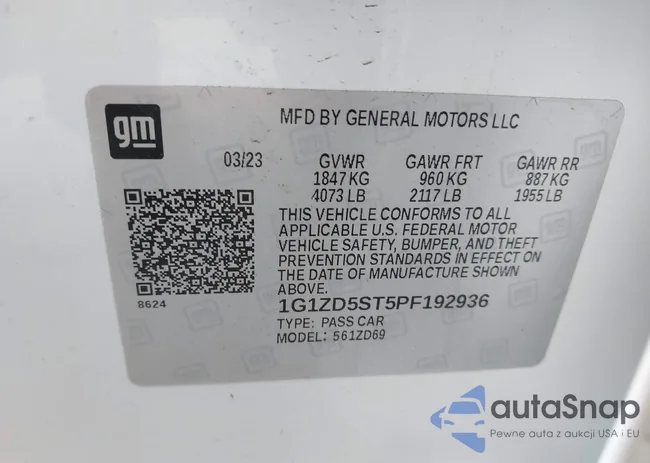 gm
MFD BY GENERAL MOTORS LLC
03/23 GVWR GAWR FRT GAWR RR
1847 KG 960 KG 887 KG
4073 LB 2117 LB 1955 LB
THIS VEHICLE CONFORMS TO ALL
APPLICABLE U.S. FEDERAL MOTOR
VEHICLE SAFETY, BUMPER, AND THEFT
PREVENTION STANDARDS IN EFFECT ON
THE DATE OF MANUFACTURE SHOWN
ABOVE.
8624
1G1ZD5ST5PF192936
TYPE: PASS CAR
MODEL: 561ZD69
autaSnap
Pewne auta z aukcji USA i EU